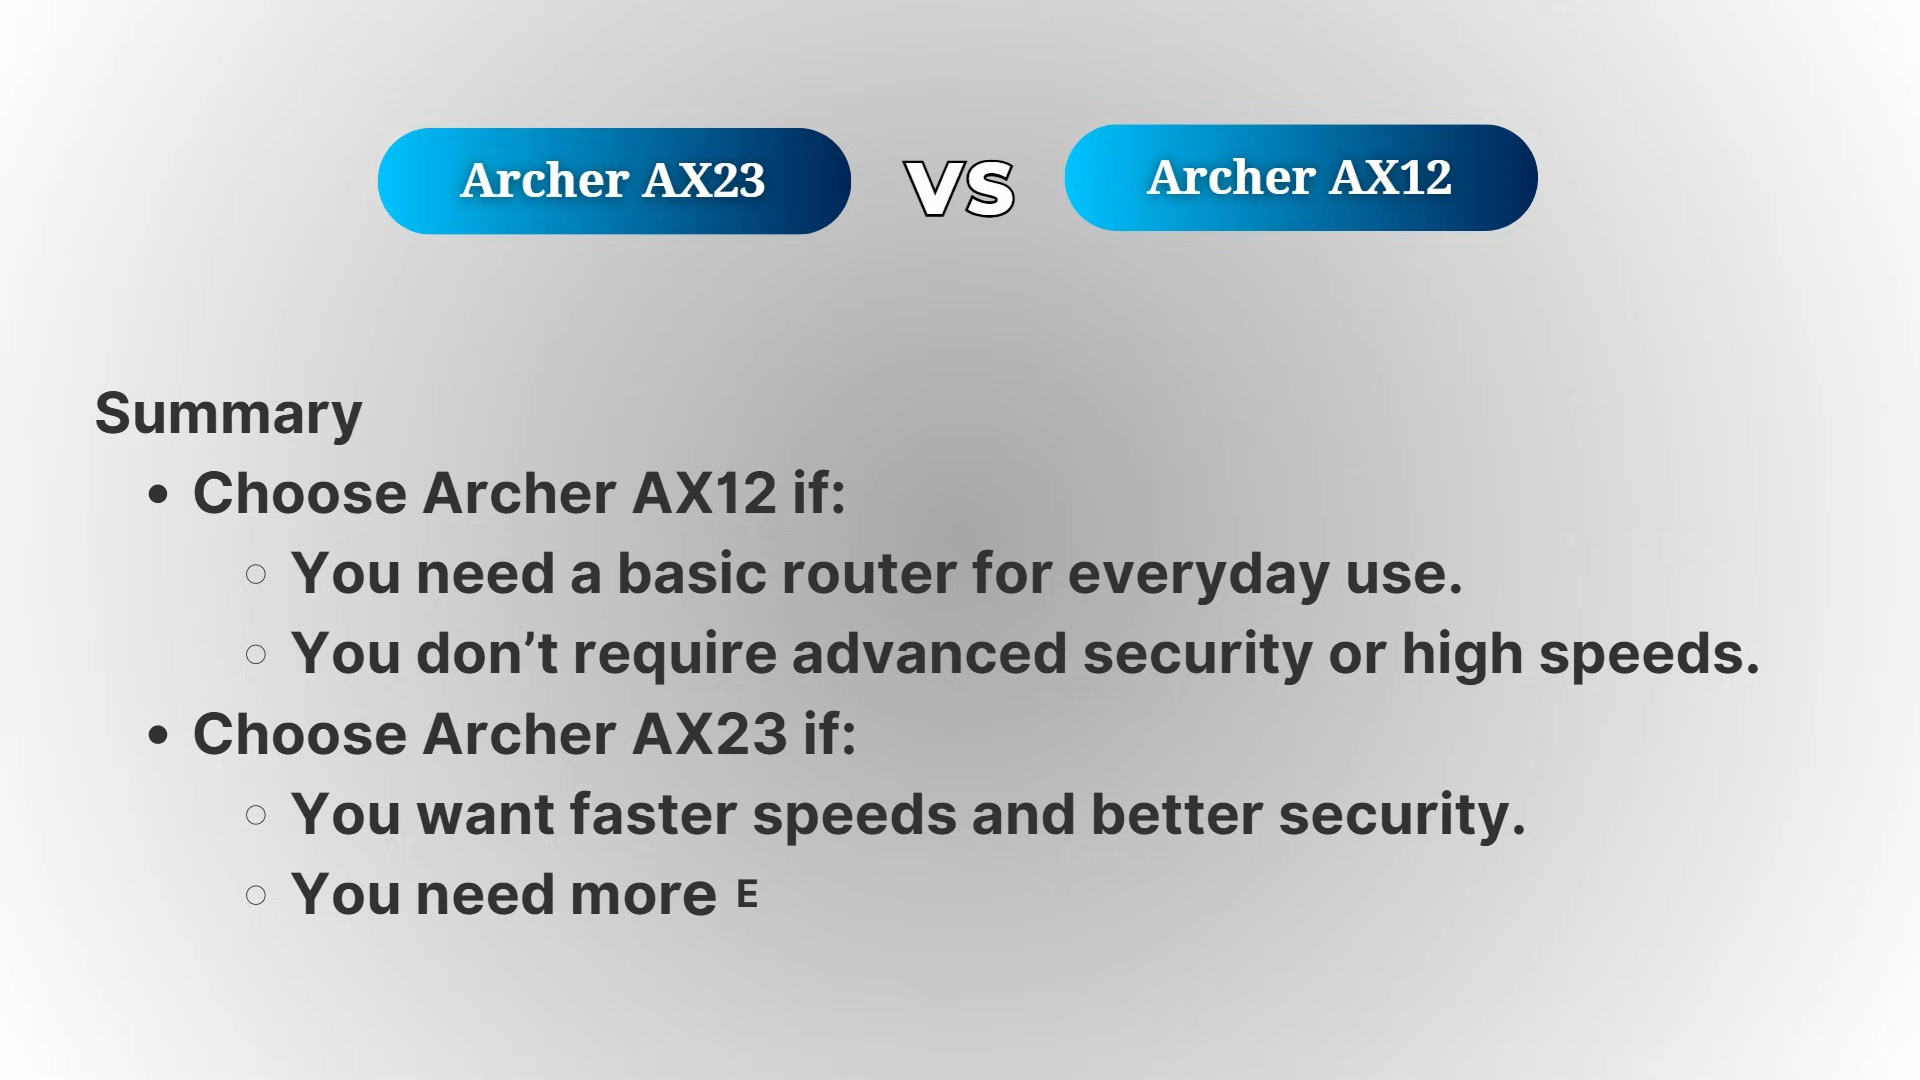 Archer AX23 VS Archer AX12
Summary
• Choose Archer AX12 if:
○ You need a basic router for everyday use.
○ You don’t require advanced security or high speeds.
• Choose Archer AX23 if:
○ You want faster speeds and better security.
○ You need more E